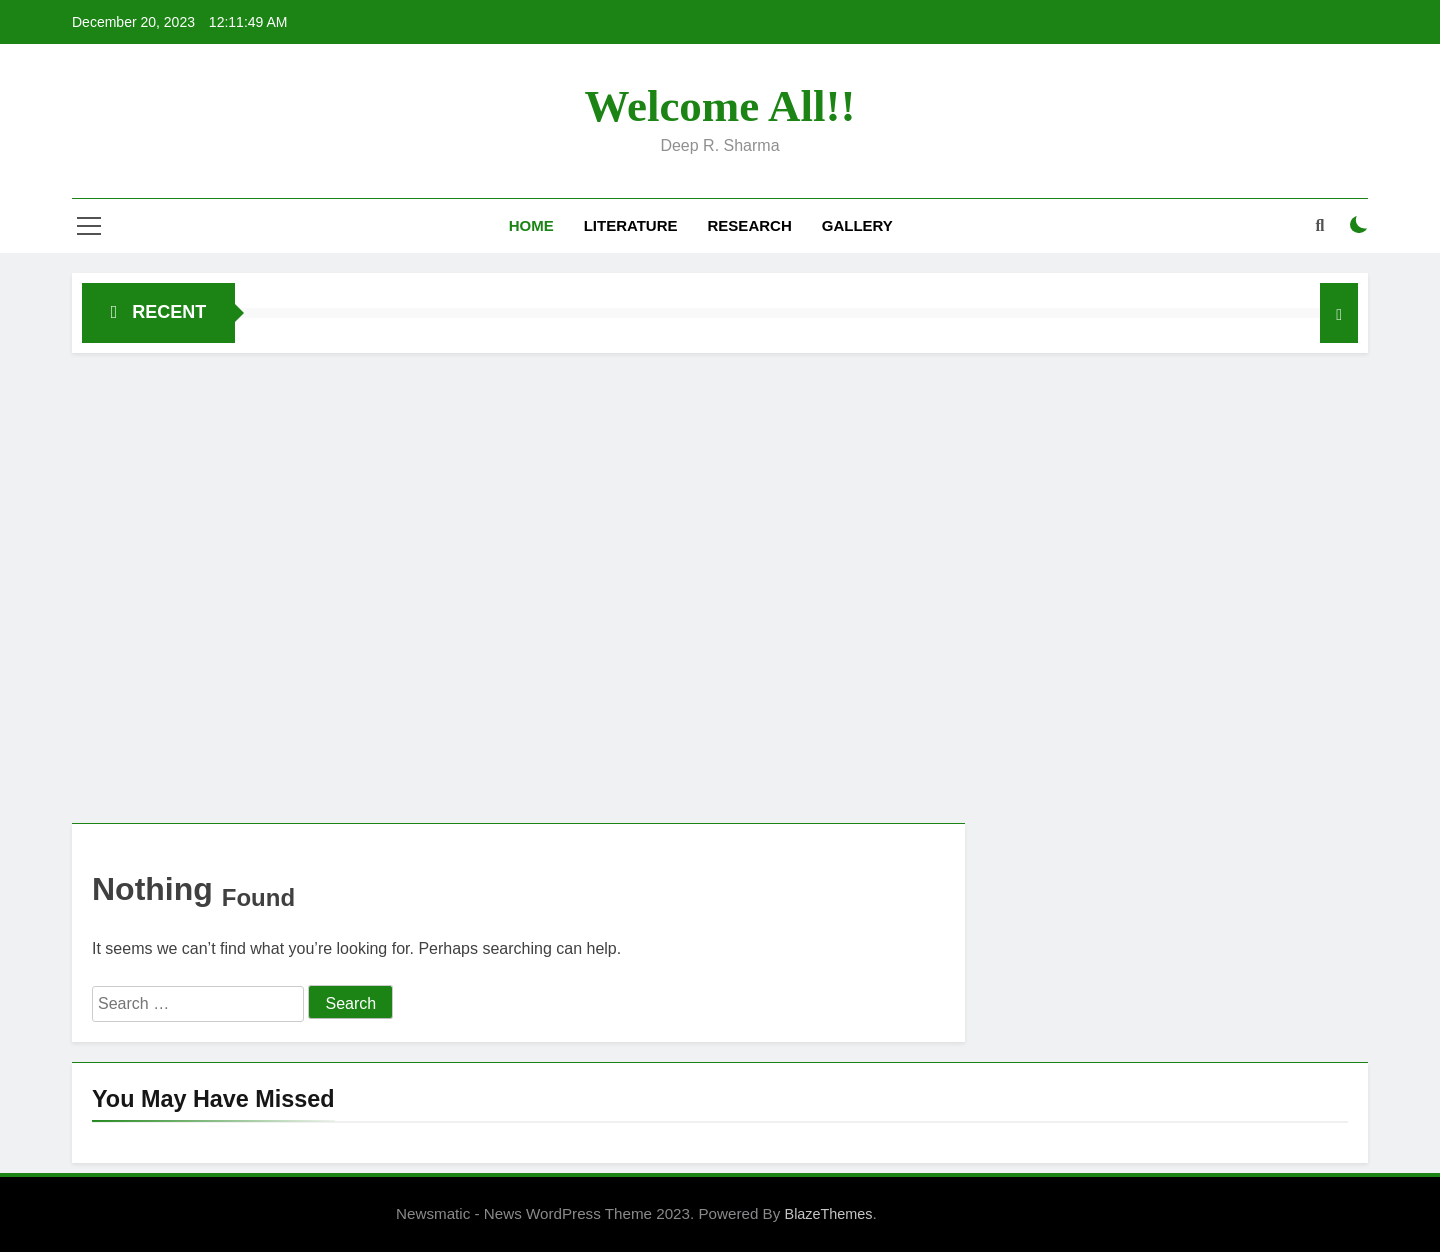 December 20, 2023 12:11:49 AM
Welcome All!!
Deep R. Sharma
HOME LITERATURE RESEARCH GALLERY
RECENT
Nothing Found
It seems we can’t find what you’re looking for. Perhaps searching can help.
Search … Search
You May Have Missed
Newsmatic - News WordPress Theme 2023. Powered By BlazeThemes.